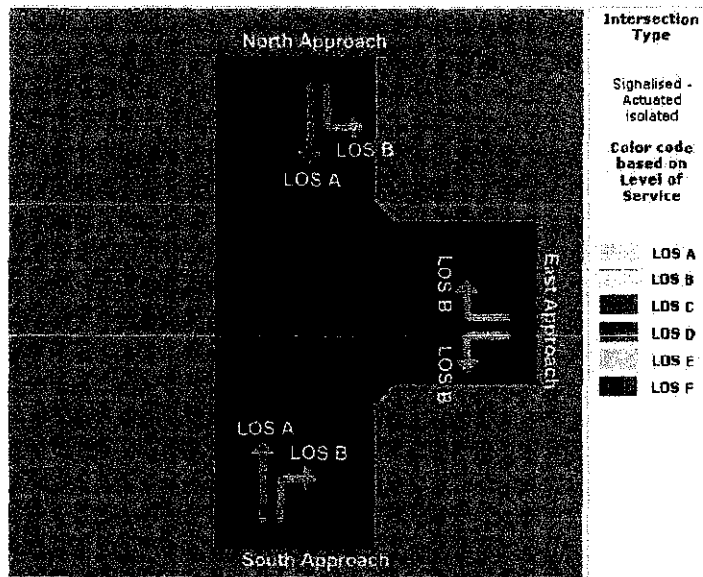 North Approach
LOS B
LOS A
LOS B
LOS B
East Approach
LOS A
LOS B
South Approach
Intersection
Type
Signalised -
Actuated
isolated
Color code
based on
Level of
Service
LOS A
LOS B
LOS C
LOS D
LOS E
LOS F